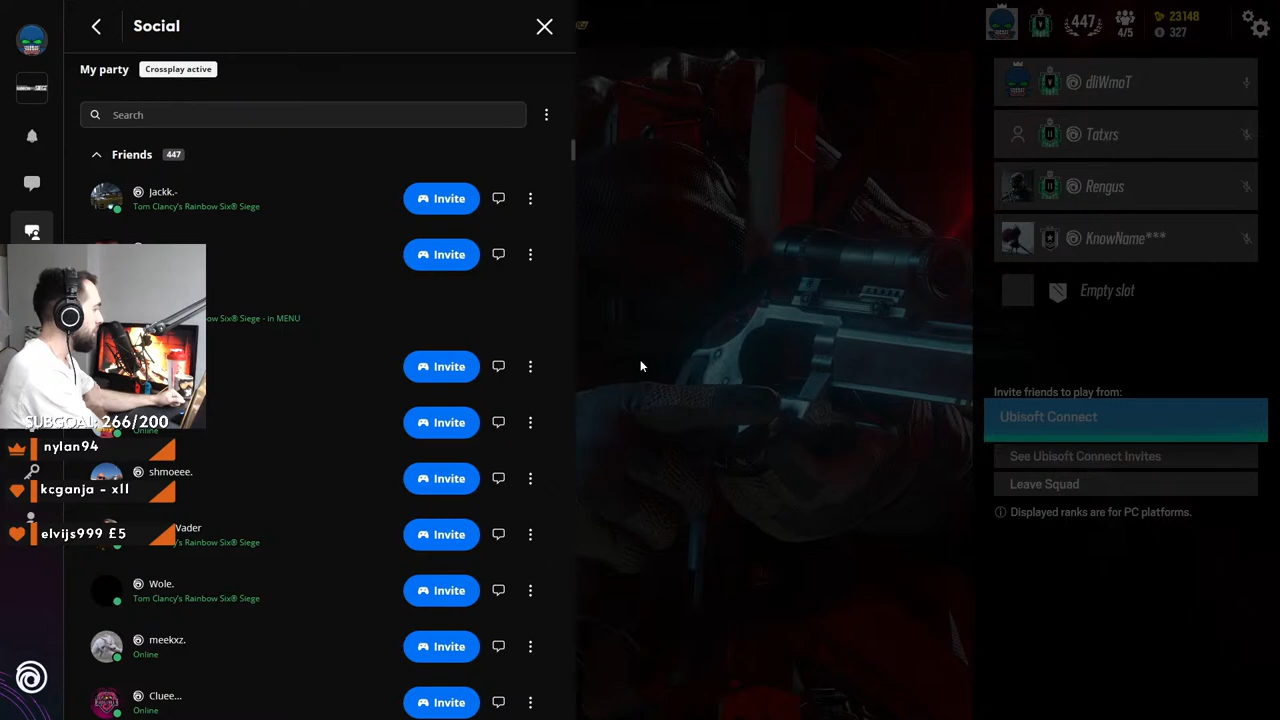 Social
My party
Crossplay active
Search
Friends
447
Jackk.-
Tom Clancy's Rainbow Six® Siege
Invite
Invite
ow Six® Siege - in MENU
Invite
Online
Invite
shmoeee.
Invite
Vader
y's Rainbow Six® Siege
Invite
Wole.
Tom Clancy's Rainbow Six® Siege
Invite
meekxz.
Online
Invite
Cluee...
Online
Invite
SUBGOAL: 266/200
nylan94
kcganja - x11
elvijs999 £5
447
4/5
23148
327
dliWmoT
Tatxrs
Rengus
KnowName***
Empty slot
Invite friends to play from:
Ubisoft Connect
See Ubisoft Connect Invites
Leave Squad
Displayed ranks are for PC platforms.